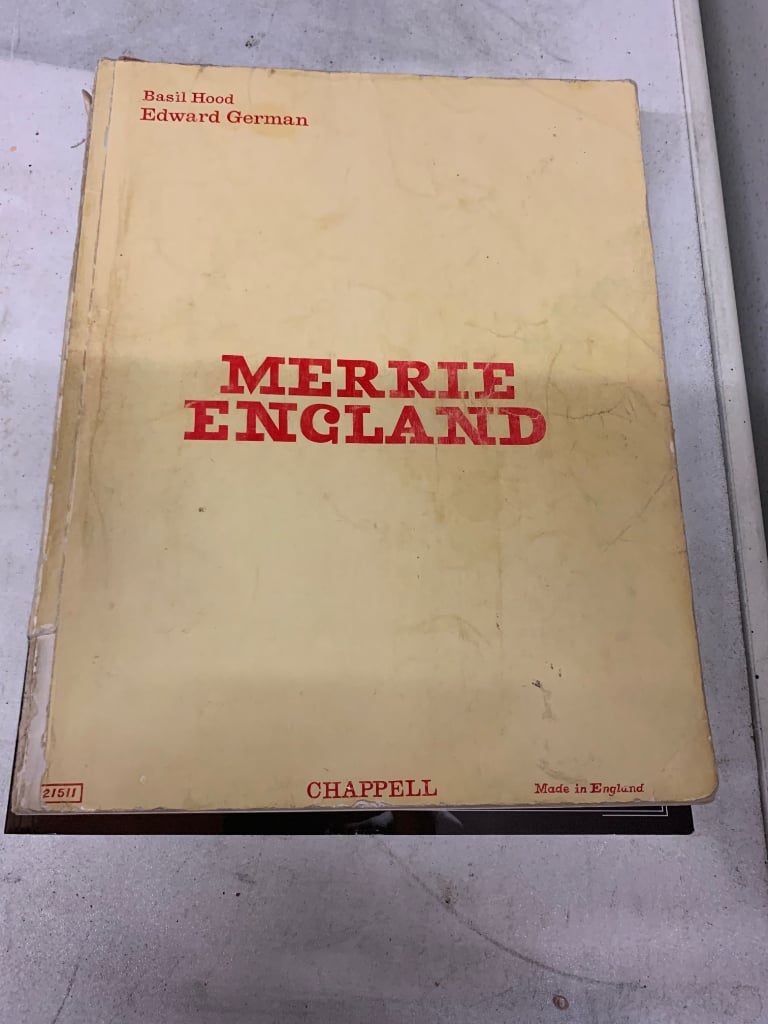 Basil Hood
Edward German
MERRIE
ENGLAND
21511
CHAPPELL
Made in England